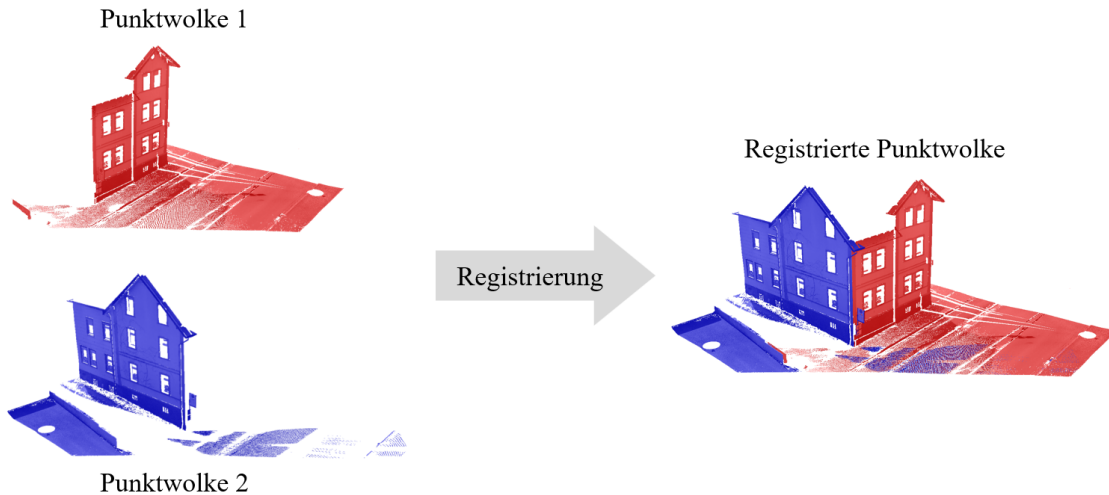 Punktwolke 1
Registrierte Punktwolke
Registrierung
Punktwolke 2